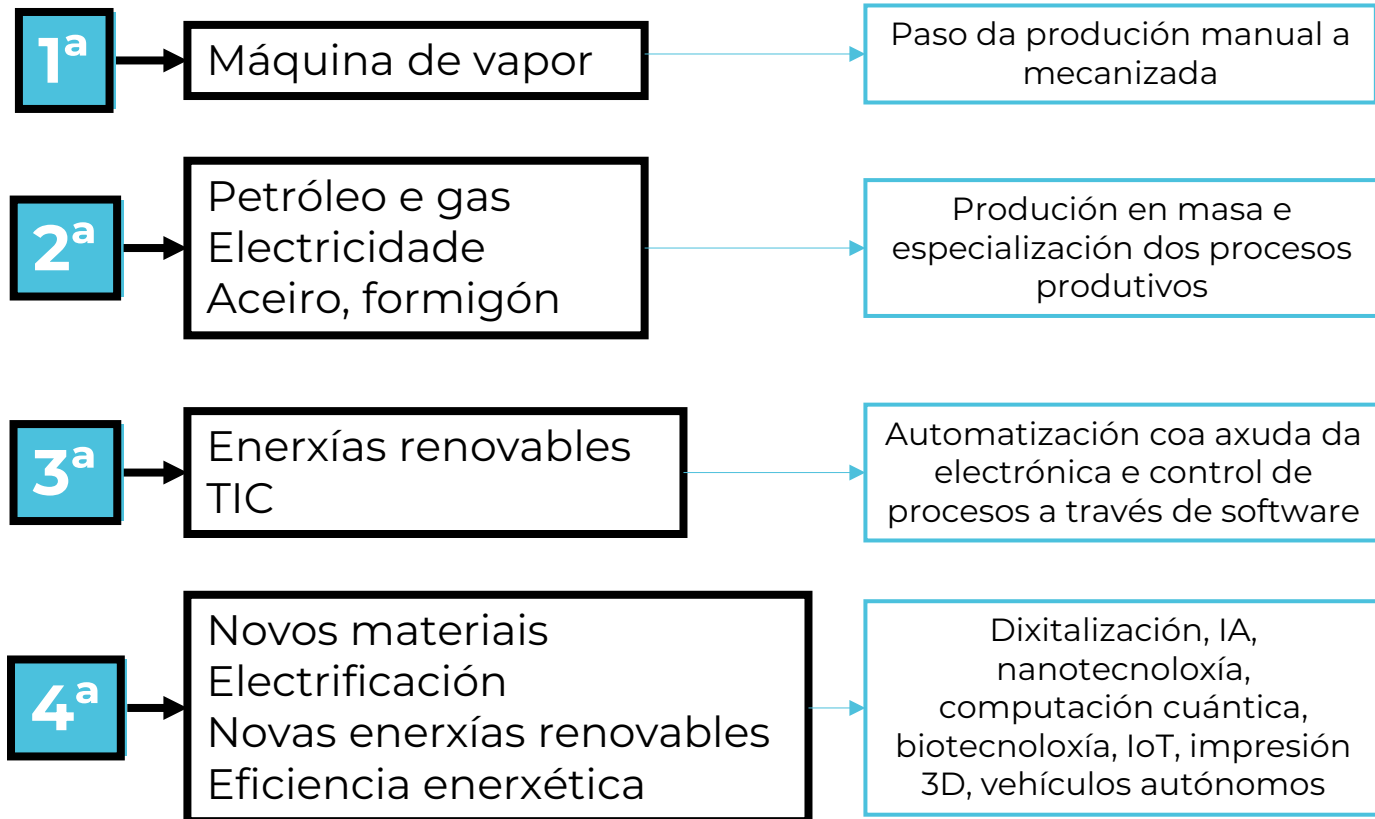 1ª
Máquina de vapor
Paso da produción manual a
mecanizada
2ª
Petróleo e gas
Electricidade
Aceiro, formigón
Produción en masa e
especialización dos procesos
produtivos
3ª
Enerxías renovables
TIC
Automatización coa axuda da
electrónica e control de
procesos a través de software
4ª
Novos materiais
Electrificación
Novas enerxías renovables
Eficiencia enerxética
Dixitalización, IA,
nanotecnoloxía,
computación cuántica,
biotecnoloxía, IoT, impresión
3D, vehículos autónomos